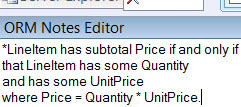 ORM Notes Editor
*LineItem has subtotal Price if and only if
that LineItem has some Quantity
and has some UnitPrice
where Price = Quantity * UnitPrice.